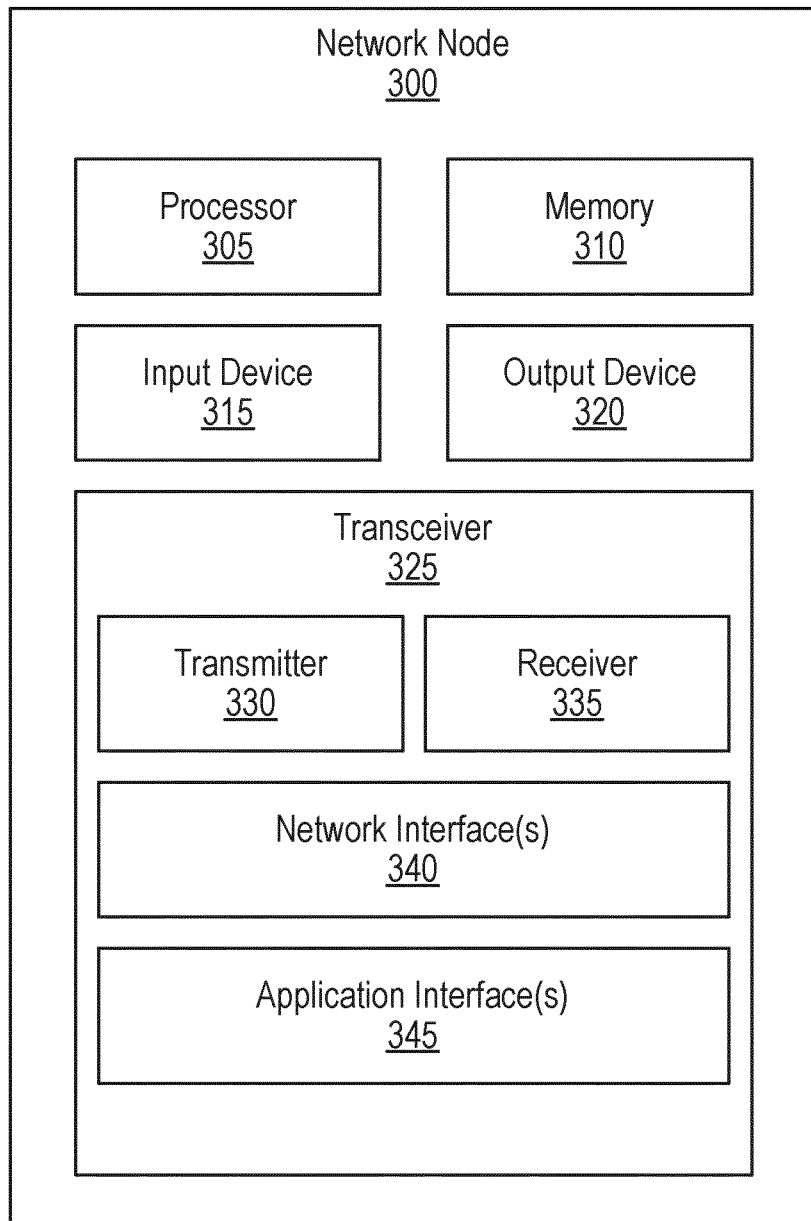 Network Node
300
Processor
305
Memory
310
Input Device
315
Output Device
320
Transceiver
325
Transmitter
330
Receiver
335
Network Interface(s)
340
Application Interface(s)
345